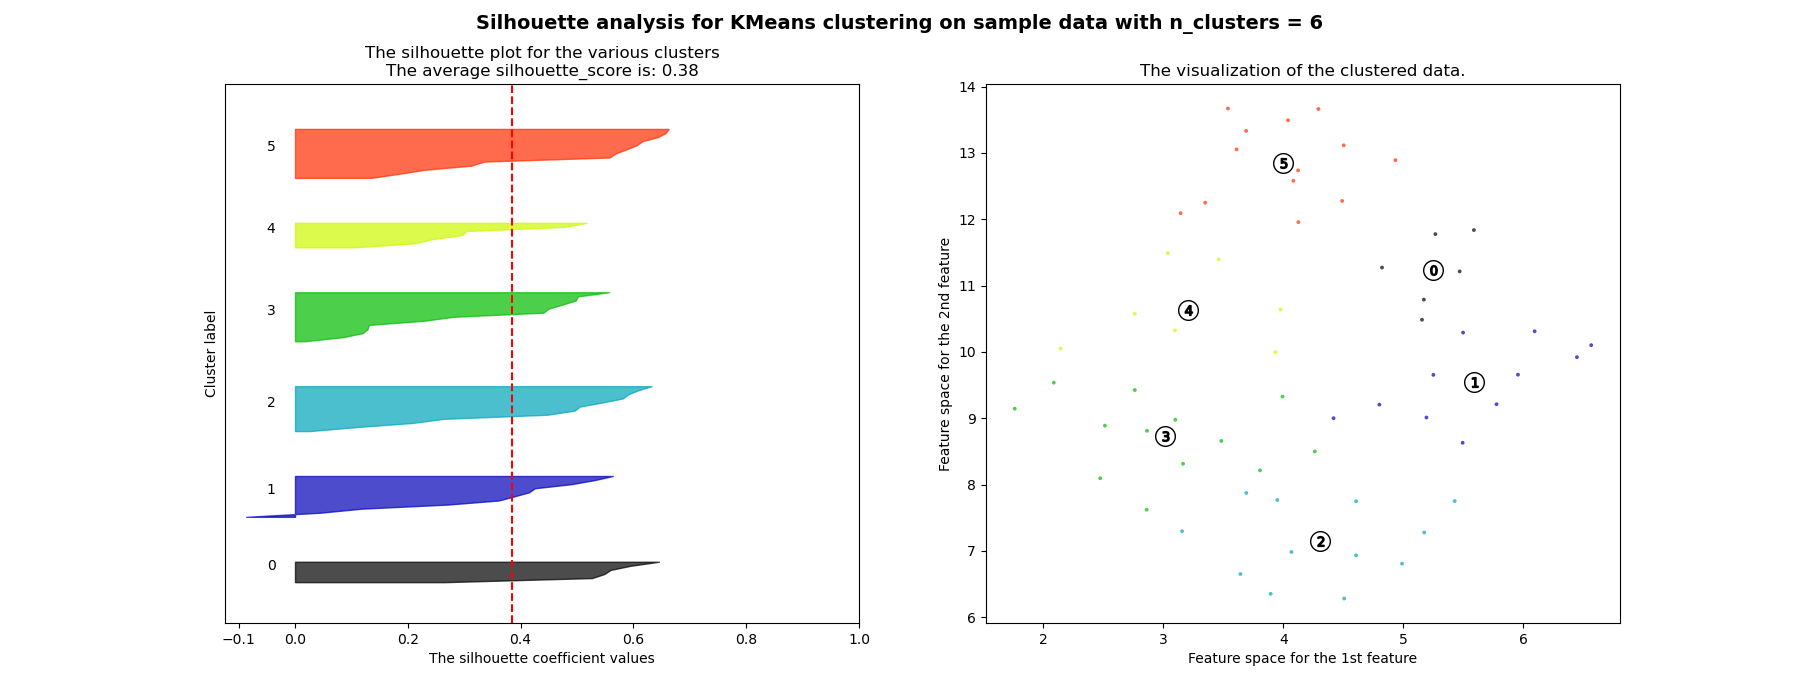 Silhouette analysis for KMeans clustering on sample data with n_clusters = 6
The silhouette plot for the various clusters
The average silhouette_score is: 0.38
5
4
3
2
1
0
Cluster label
−0.1 0.0 0.2 0.4 0.6 0.8 1.0
The silhouette coefficient values
The visualization of the clustered data.
14
13
12
11
10
9
8
7
6
Feature space for the 2nd feature
5
0
4
1
3
2
2 3 4 5 6
Feature space for the 1st feature